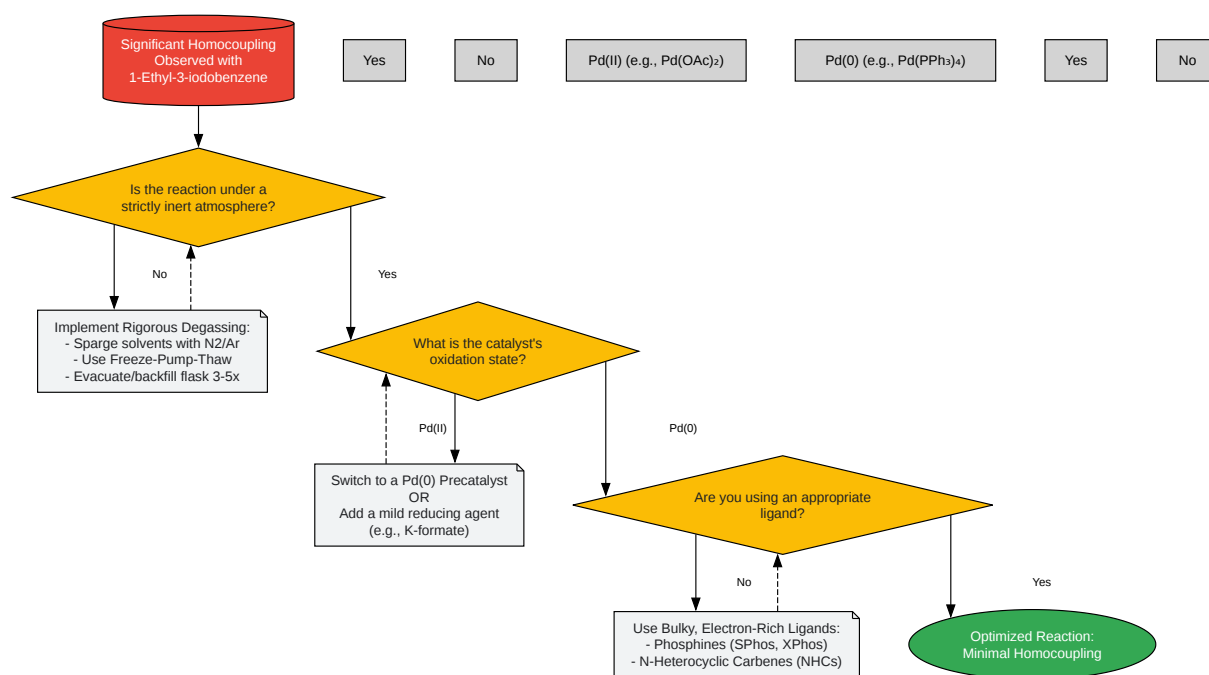 Significant Homocoupling
Observed with
1-Ethyl-3-iodobenzene
Yes
No
Pd(II) (e.g., Pd(OAc)₂)
Pd(0) (e.g., Pd(PPh₃)₄)
Yes
No
Is the reaction under a
strictly inert atmosphere?
No
Yes
Implement Rigorous Degassing:
- Sparge solvents with N2/Ar
- Use Freeze-Pump-Thaw
- Evacuate/backfill flask 3-5x
What is the catalyst's
oxidation state?
Pd(II)
Pd(0)
Switch to a Pd(0) Precatalyst
OR
Add a mild reducing agent
(e.g., K-formate)
Are you using an appropriate
ligand?
No
Yes
Use Bulky, Electron-Rich Ligands:
- Phosphines (SPhos, XPhos)
- N-Heterocyclic Carbenes (NHCs)
Optimized Reaction:
Minimal Homocoupling